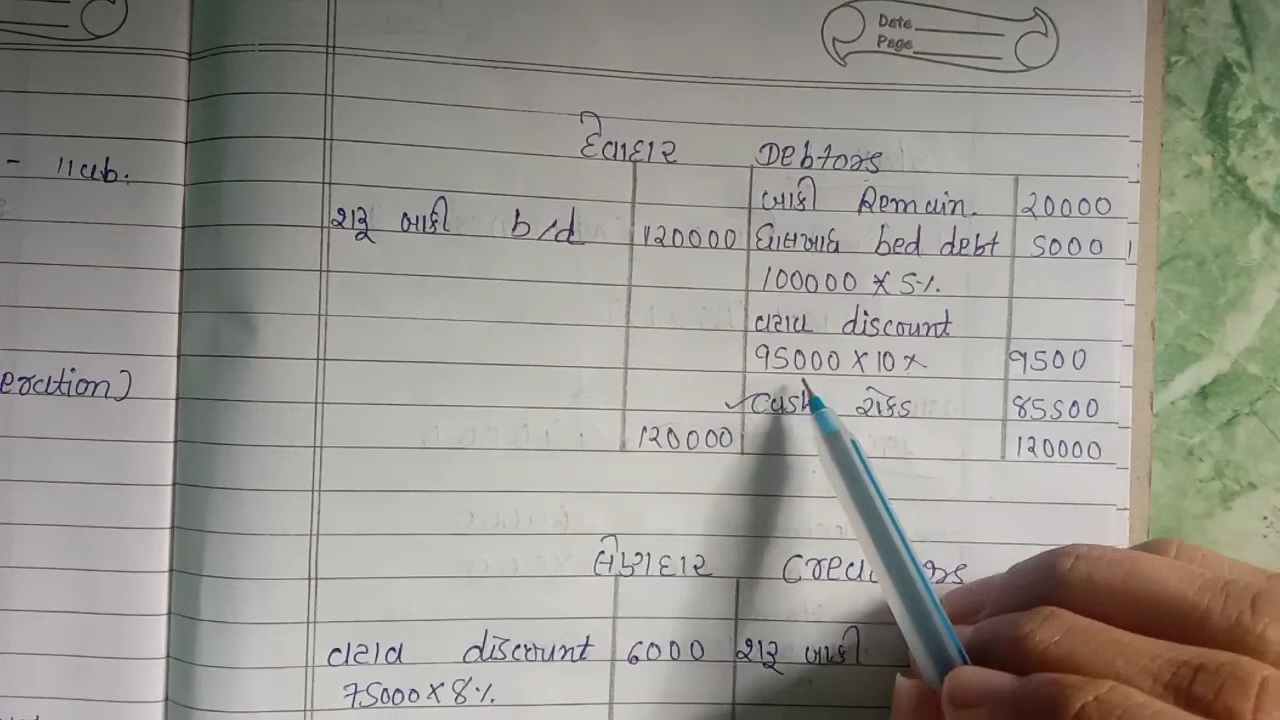 Date
Page
- ૫ab.
દેવાદાર Debtors
બાકી Remain. 20000
શરૂ બાકી b/d 120000 ઘાલખાધ bed debt 5000
100000 × 5%
વટાવ discount
95000 × 10 × 9500
eration)
Cash રોકડ 85500
120000 120000
લેણદાર
વટાવ discount 6000 શરૂ બાકી
75000 × 8%